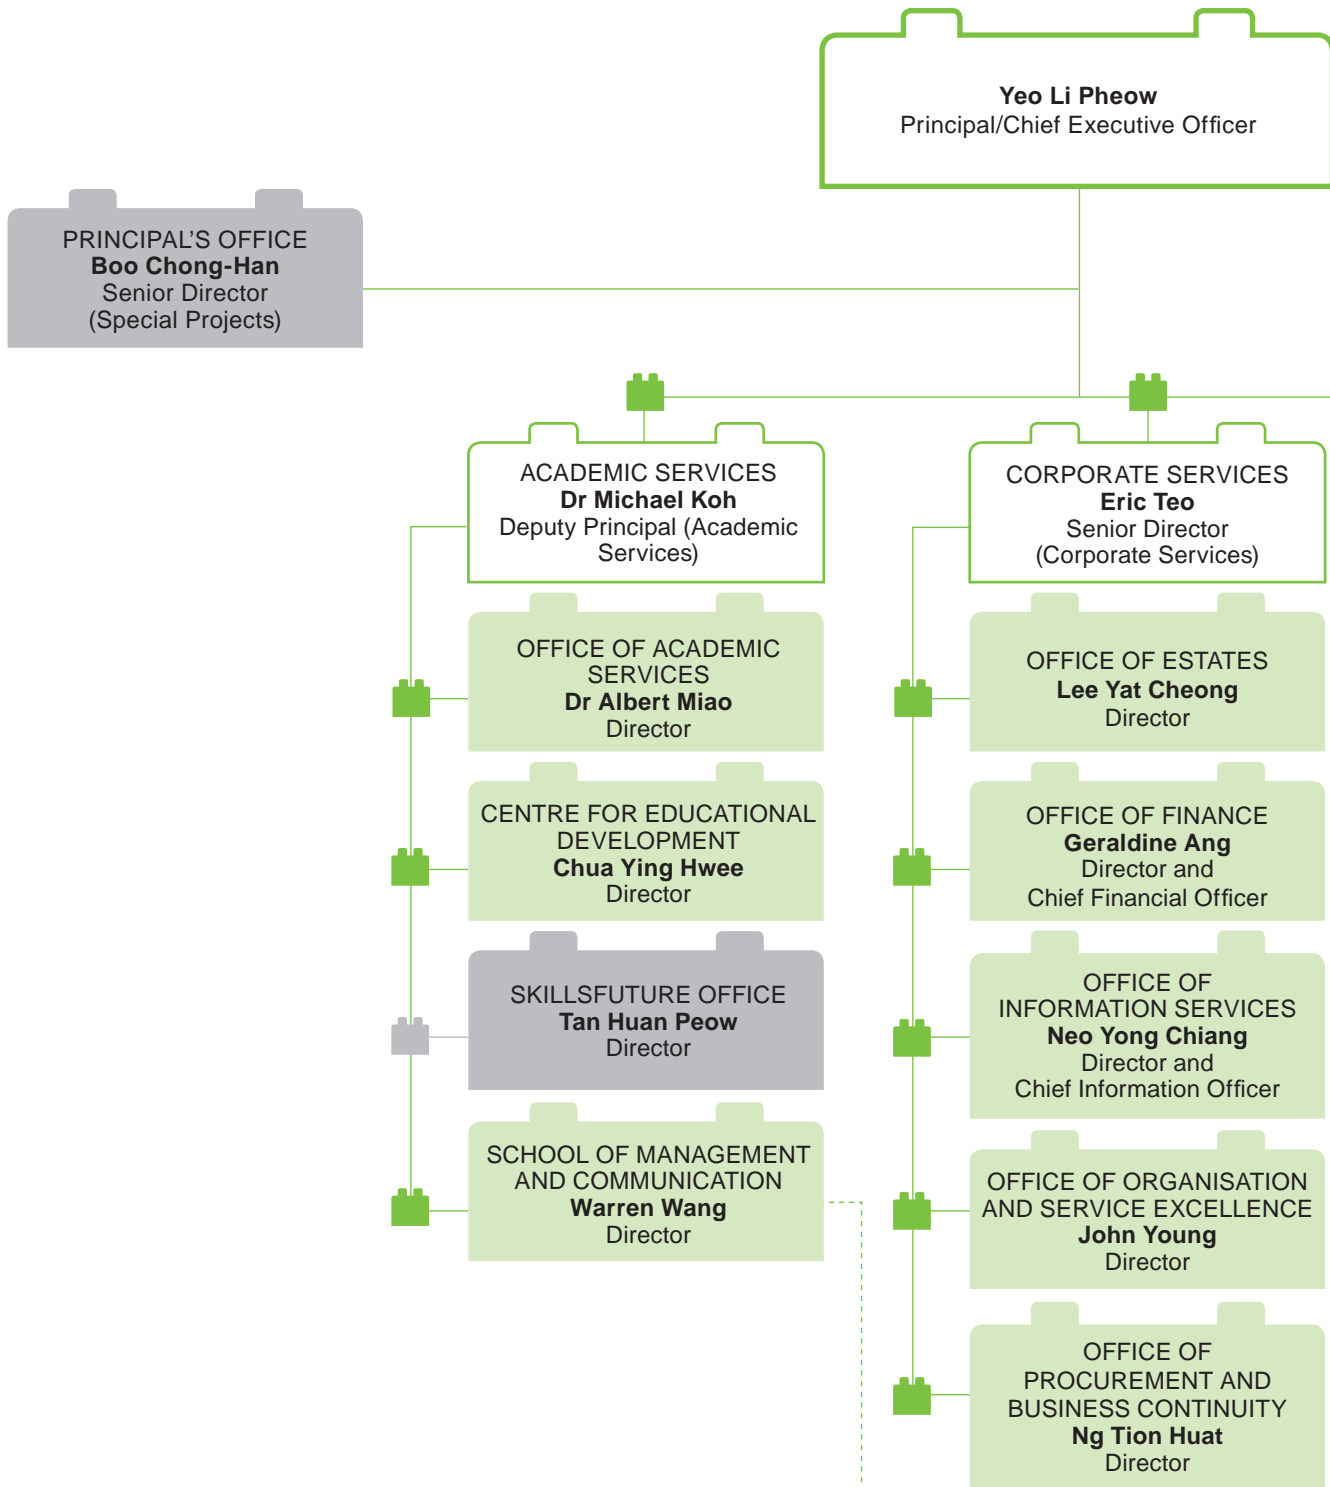 Yeo Li Pheow
Principal/Chief Executive Officer
PRINCIPAL'S OFFICE
Boo Chong-Han
Senior Director
(Special Projects)
ACADEMIC SERVICES
Dr Michael Koh
Deputy Principal (Academic
Services)
OFFICE OF ACADEMIC
SERVICES
Dr Albert Miao
Director
CENTRE FOR EDUCATIONAL
DEVELOPMENT
Chua Ying Hwee
Director
SKILLSFUTURE OFFICE
Tan Huan Peow
Director
SCHOOL OF MANAGEMENT
AND COMMUNICATION
Warren Wang
Director
CORPORATE SERVICES
Eric Teo
Senior Director
(Corporate Services)
OFFICE OF ESTATES
Lee Yat Cheong
Director
OFFICE OF FINANCE
Geraldine Ang
Director and
Chief Financial Officer
OFFICE OF
INFORMATION SERVICES
Neo Yong Chiang
Director and
Chief Information Officer
OFFICE OF ORGANISATION
AND SERVICE EXCELLENCE
John Young
Director
OFFICE OF
PROCUREMENT AND
BUSINESS CONTINUITY
Ng Tion Huat
Director